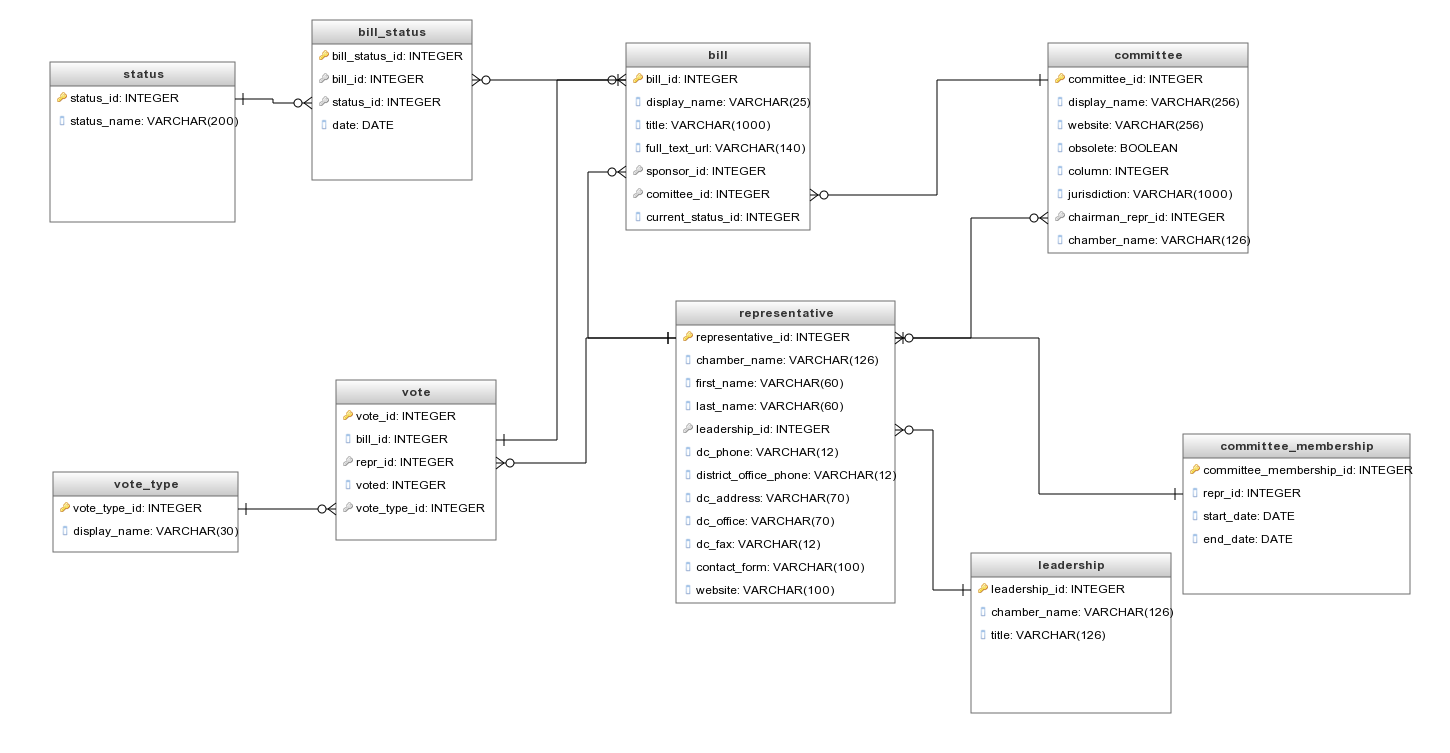 bill_status
bill_status_id: INTEGER
bill_id: INTEGER
status_id: INTEGER
date: DATE
status
status_id: INTEGER
status_name: VARCHAR(200)
bill
bill_id: INTEGER
display_name: VARCHAR(25)
title: VARCHAR(1000)
full_text_url: VARCHAR(140)
sponsor_id: INTEGER
comittee_id: INTEGER
current_status_id: INTEGER
committee
committee_id: INTEGER
display_name: VARCHAR(256)
website: VARCHAR(256)
obsolete: BOOLEAN
column: INTEGER
jurisdiction: VARCHAR(1000)
chairman_repr_id: INTEGER
chamber_name: VARCHAR(126)
representative
representative_id: INTEGER
chamber_name: VARCHAR(126)
first_name: VARCHAR(60)
last_name: VARCHAR(60)
leadership_id: INTEGER
dc_phone: VARCHAR(12)
district_office_phone: VARCHAR(12)
dc_address: VARCHAR(70)
dc_office: VARCHAR(70)
dc_fax: VARCHAR(12)
contact_form: VARCHAR(100)
website: VARCHAR(100)
vote
vote_id: INTEGER
bill_id: INTEGER
repr_id: INTEGER
voted: INTEGER
vote_type_id: INTEGER
vote_type
vote_type_id: INTEGER
display_name: VARCHAR(30)
committee_membership
committee_membership_id: INTEGER
repr_id: INTEGER
start_date: DATE
end_date: DATE
leadership
leadership_id: INTEGER
chamber_name: VARCHAR(126)
title: VARCHAR(126)